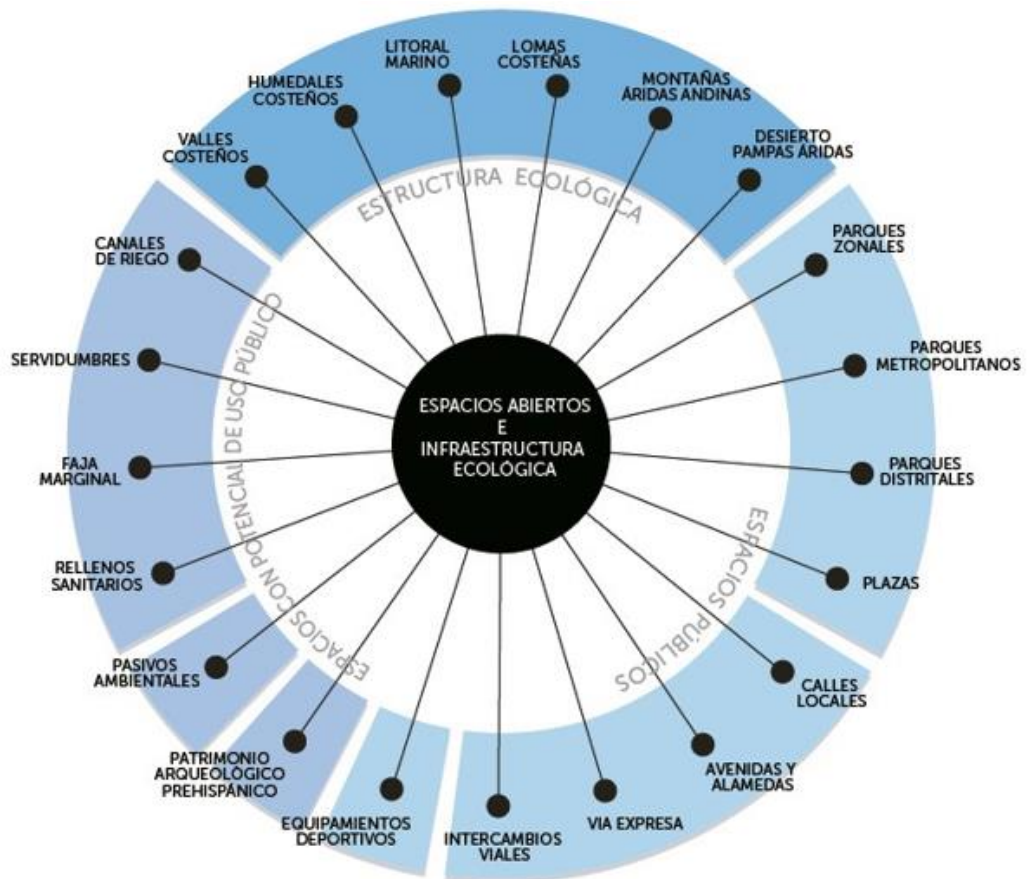 LITORAL
MARINO
LOMAS
COSTEÑAS
HUMEDALES
COSTEÑOS
MONTAÑAS
ÁRIDAS ANDINAS
VALLES
COSTEÑOS
DESIERTO
PAMPAS ÁRIDAS
ESTRUCTURA ECOLÓGICA
CANALES
DE RIEGO
PARQUES
ZONALES
SERVIDUMBRES
PARQUES
METROPOLITANOS
ESPACIOS ABIERTOS
E
INFRAESTRUCTURA
ECOLÓGICA
FAJA
MARGINAL
PARQUES
DISTRITALES
ESPACIOS CON POTENCIAL DE USO PÚBLICO
ESPACIOS PÚBLICOS
RELLENOS
SANITARIOS
PLAZAS
PASIVOS
AMBIENTALES
CALLES
LOCALES
PATRIMONIO
ARQUEOLÓGICO
PREHISPÁNICO
AVENIDAS Y
ALAMEDAS
EQUIPAMIENTOS
DEPORTIVOS
INTERCAMBIOS
VIALES
VIA EXPRESA